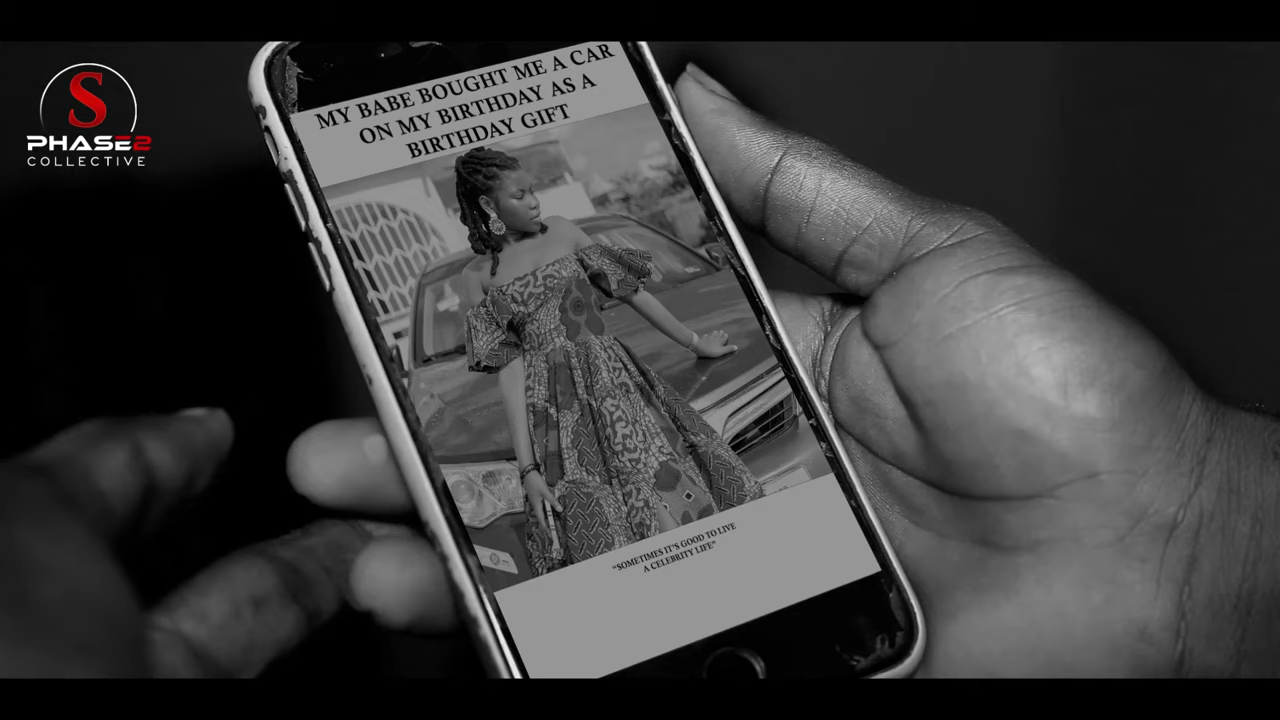 S
PHASE2
COLLECTIVE
MY BABE BOUGHT ME A CAR
ON MY BIRTHDAY AS A
BIRTHDAY GIFT
“SOMETIMES IT'S GOOD TO LIVE
A CELEBRITY LIFE”